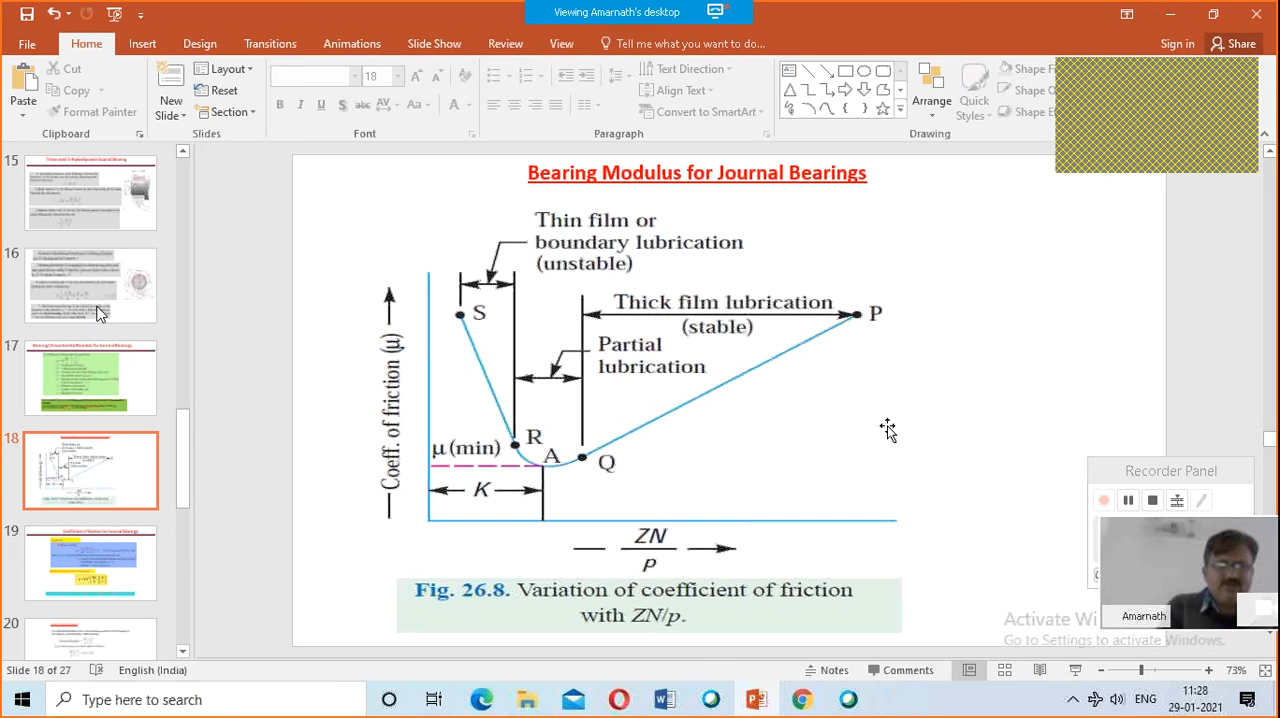 Viewing Amarnath's desktop
File
Home
Insert
Design
Transitions
Animations
Slide Show
Review
View
Tell me what you want to do...
Sign in
Share
Paste
Cut
Copy
Format Painter
Clipboard
New
Slide
Layout
Reset
Section
Slides
18
B I U S abc AV Aa A
Font
Text Direction
Align Text
Convert to SmartArt
Paragraph
Arrange
Quick
Styles
Shape
Shape
Shape
Drawing
15
16
17
18
19
20
Bearing Modulus for Journal Bearings
Thin film or
boundary lubrication
(unstable)
Thick film lubrication
(stable)
S
P
Partial
lubrication
R
μ(min)
A
Q
K
Coeff. of friction (μ)
ZN
p
Fig. 26.8. Variation of coefficient of friction
with ZN/p.
Recorder Panel
Amarnath
Activate Wi
Go to Settings to activate Windows.
Slide 18 of 27
English (India)
Notes
Comments
73%
Type here to search
ENG
11:28
29-01-2021